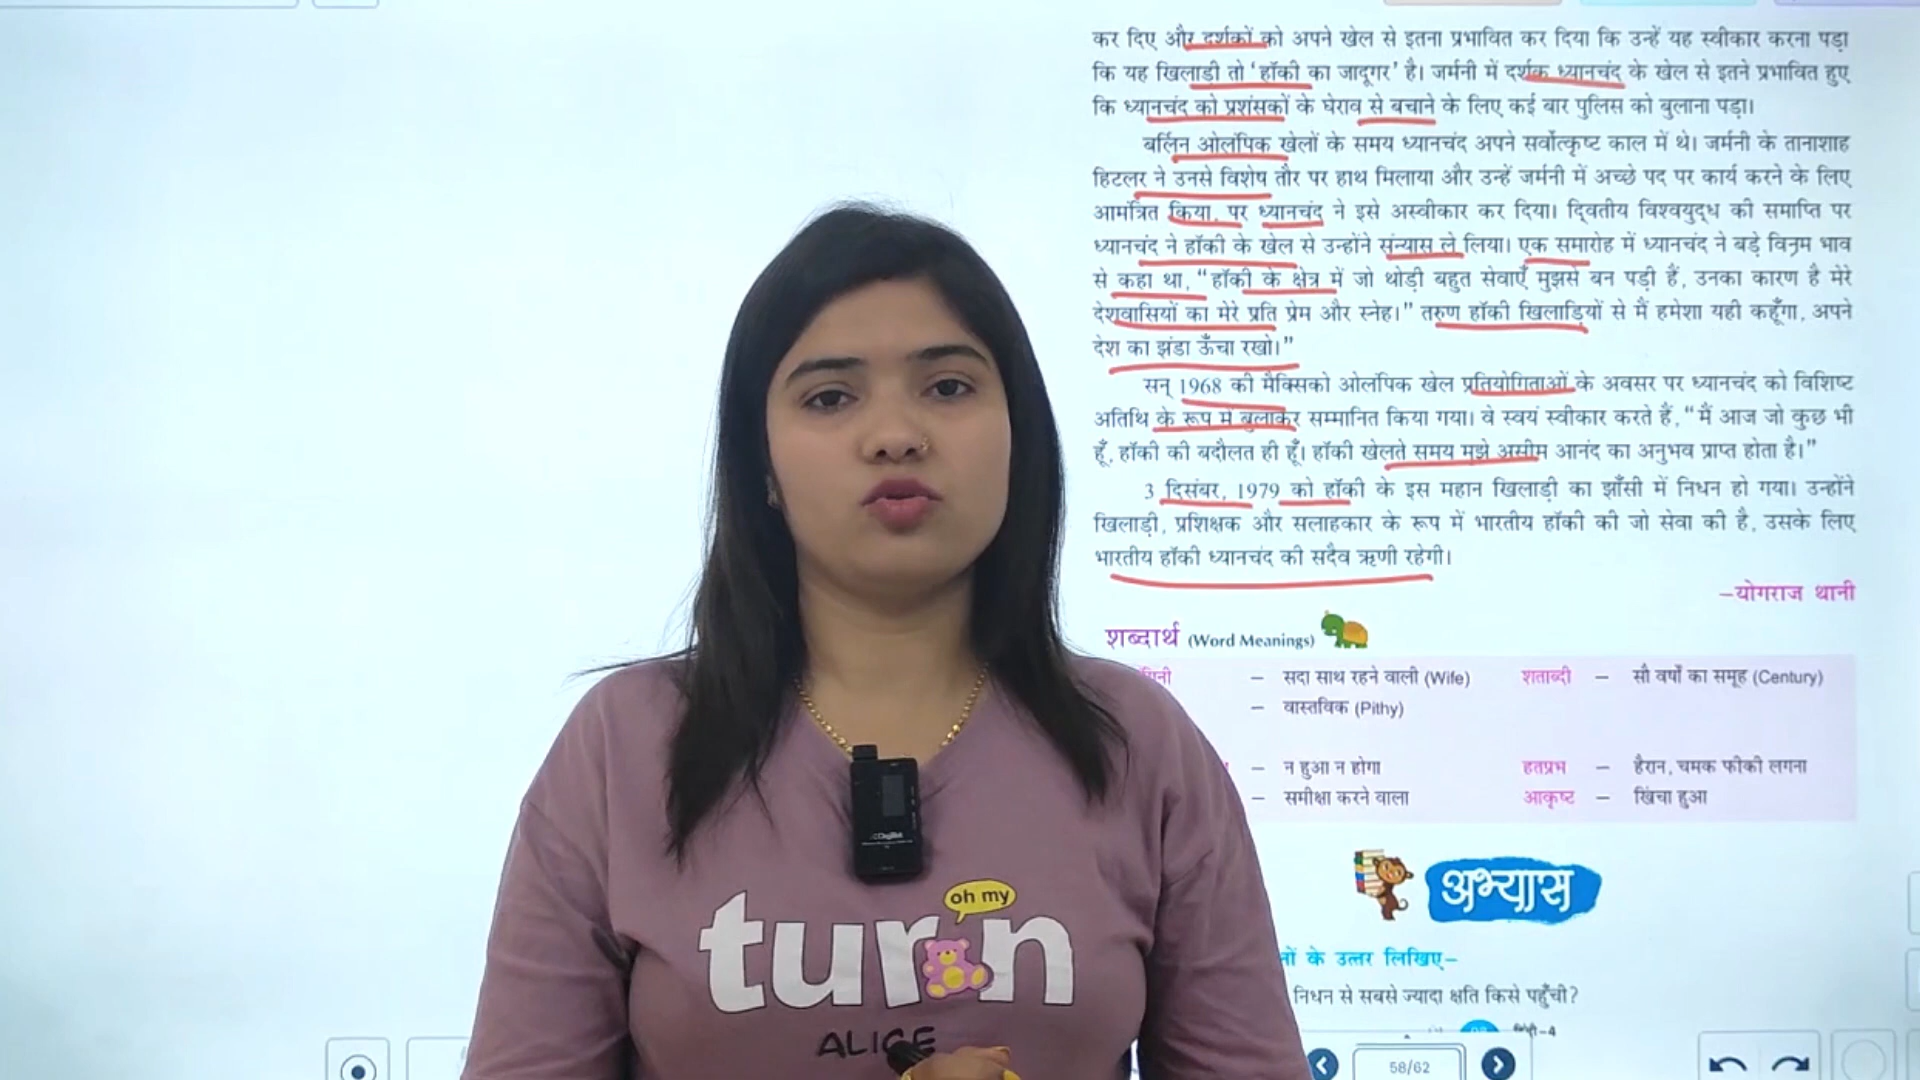 कर दिए और दर्शकों को अपने खेल से इतना प्रभावित कर दिया कि उन्हें यह स्वीकार करना पड़ा
कि यह खिलाड़ी तो 'हॉकी का जादूगर' है। जर्मनी में दर्शक ध्यानचंद के खेल से इतने प्रभावित हुए
कि ध्यानचंद को प्रशंसकों के घेराव से बचाने के लिए कई बार पुलिस को बुलाना पड़ा।
बर्लिन ओलंपिक खेलों के समय ध्यानचंद अपने सर्वोत्कृष्ट काल में थे। जर्मनी के तानाशाह
हिटलर ने उनसे विशेष तौर पर हाथ मिलाया और उन्हें जर्मनी में अच्छे पद पर कार्य करने के लिए
आमंत्रित किया, पर ध्यानचंद ने इसे अस्वीकार कर दिया। द्वितीय विश्वयुद्ध की समाप्ति पर
ध्यानचंद ने हॉकी के खेल से उन्होंने संन्यास ले लिया। एक समारोह में ध्यानचंद ने बड़े विनम्र भाव
से कहा था, "हॉकी के क्षेत्र में जो थोड़ी बहुत सेवाएँ मुझसे बन पड़ी हैं, उनका कारण है मेरे
देशवासियों का मेरे प्रति प्रेम और स्नेह।" तरुण हॉकी खिलाड़ियों से मैं हमेशा यही कहूँगा, अपने
देश का झंडा ऊँचा रखो।"
सन् 1968 की मैक्सिको ओलंपिक खेल प्रतियोगिताओं के अवसर पर ध्यानचंद को विशिष्ट
अतिथि के रूप में बुलाकर सम्मानित किया गया। वे स्वयं स्वीकार करते हैं, "मैं आज जो कुछ भी
हूँ, हॉकी की बदौलत ही हूँ। हॉकी खेलते समय मुझे असीम आनंद का अनुभव प्राप्त होता है।"
3 दिसंबर, 1979 को हॉकी के इस महान खिलाड़ी का झाँसी में निधन हो गया। उन्होंने
खिलाड़ी, प्रशिक्षक और सलाहकार के रूप में भारतीय हॉकी की जो सेवा की है, उसके लिए
भारतीय हॉकी ध्यानचंद की सदैव ऋणी रहेगी।
–योगराज थानी
शब्दार्थ (Word Meanings)
– सदा साथ रहने वाली (Wife) शताब्दी – सौ वर्षों का समूह (Century)
– वास्तविक (Pithy)
– न हुआ न होगा हतप्रभ – हैरान, चमक फीकी लगना
– समीक्षा करने वाला आकृष्ट – खिंचा हुआ
अभ्यास
के उत्तर लिखिए–
निधन से सबसे ज्यादा क्षति किसे पहुँची?
58/62
oh my
turn
ALICE